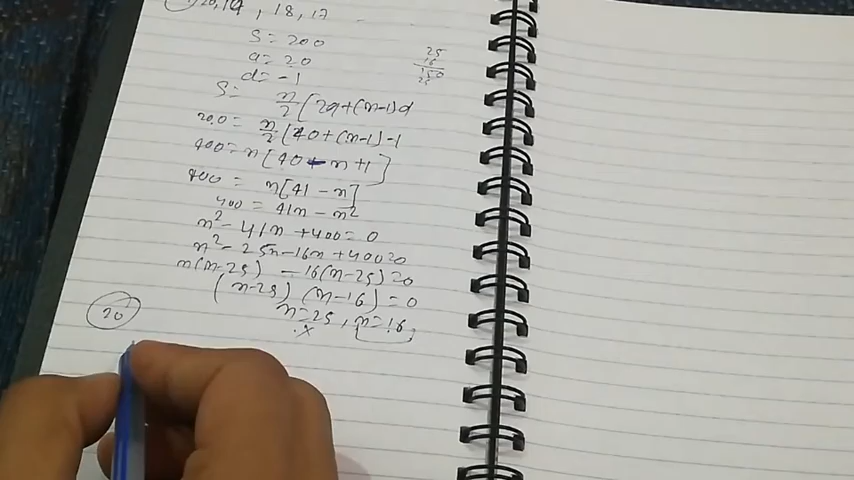 20, 19, 18, 17
S = 200
a = 20
d = -1
25
16
150
25
S = n/2 [2a+(n-1)d
200 = n/2 [40+(n-1)-1
400 = n[40-n+1]
400 = n[41-n]
400 = 41n-n²
n²-41n+400=0
n²-25n-16n+400=0
n(n-25) -16(n-25)=0
(n-25) (n-16)=0
n=25, n=16
x
20